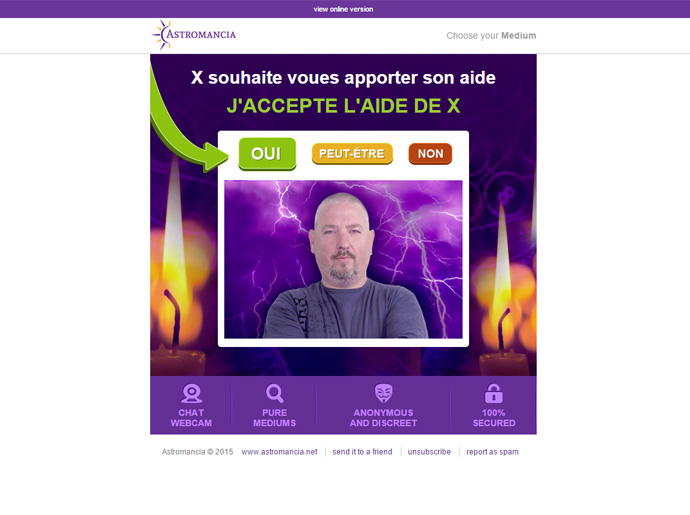 view online version
ASTROMANCIA
Choose your Medium
X souhaite voues apporter son aide
J'ACCEPTE L'AIDE DE X
OUI
PEUT-ÊTRE
NON
CHAT
WEBCAM
PURE
MEDIUMS
ANONYMOUS
AND DISCREET
100%
SECURED
Astromancia © 2015 www.astromancia.net send it to a friend unsubscribe report as spam